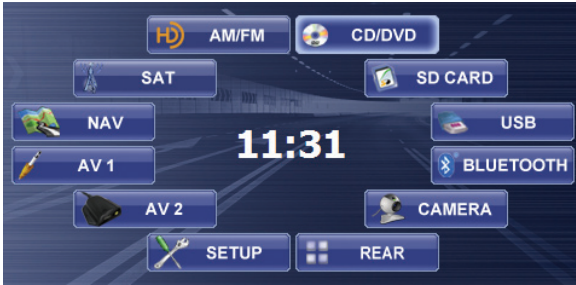 HD AM/FM CD/DVD
SAT SD CARD
NAV USB
11:31
AV 1 BLUETOOTH
AV 2 CAMERA
SETUP REAR